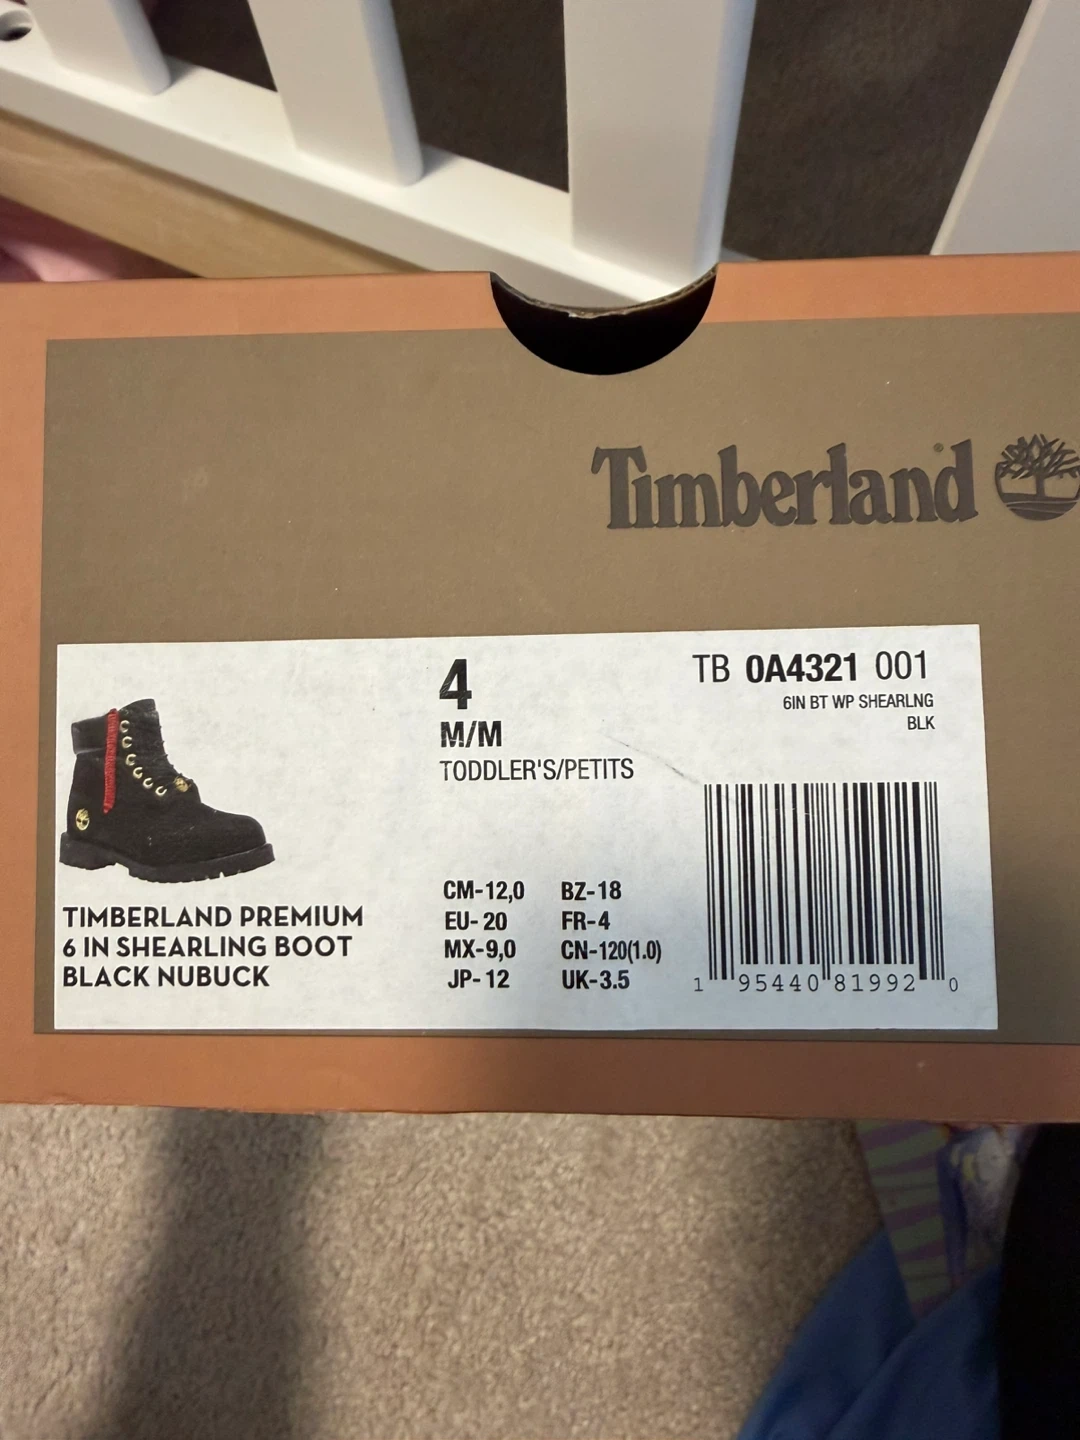 Timberland®
4
M/M
TODDLER'S/PETITS
TB 0A4321 001
6IN BT WP SHEARLNG
BLK
TIMBERLAND PREMIUM
6 IN SHEARLING BOOT
BLACK NUBUCK
CM-12,0 BZ-18
EU-20 FR-4
MX-9,0 CN-120(1.0)
JP-12 UK-3.5
1 95440 81992 0